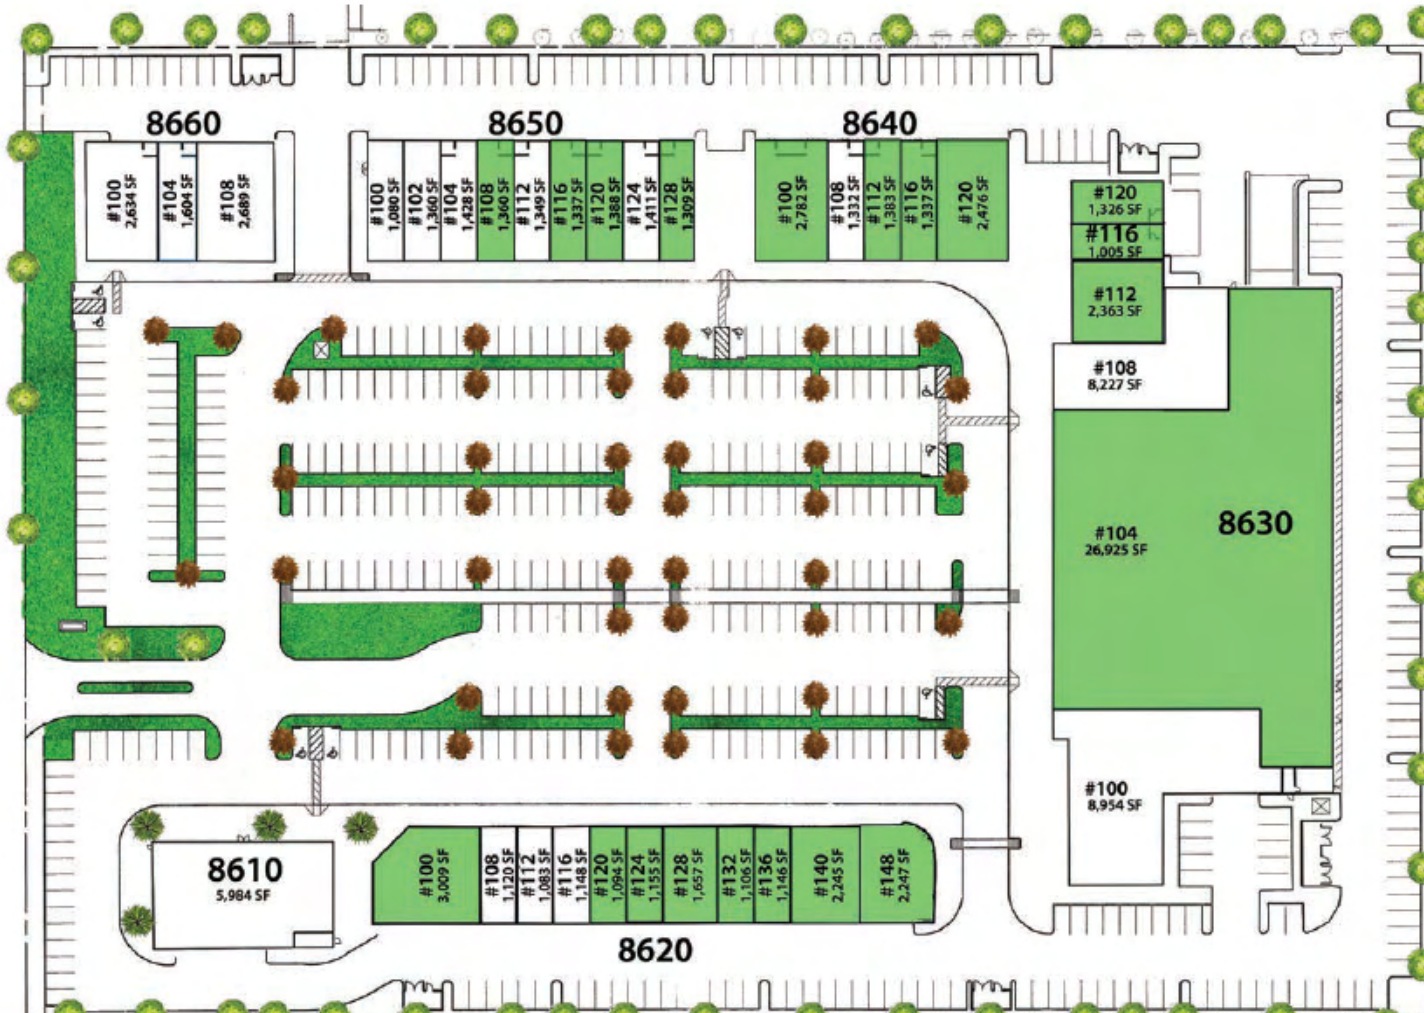 8660
#100
2,634 SF
#104
1,604 SF
#108
2,689 SF
8650
#100
1,080 SF
#102
1,360 SF
#104
1,428 SF
#108
1,360 SF
#112
1,349 SF
#116
1,337 SF
#120
1,388 SF
#124
1,411 SF
#128
1,309 SF
8640
#100
2,782 SF
#108
1,332 SF
#112
1,383 SF
#116
1,337 SF
#120
2,476 SF
#120
1,326 SF
#116
1,005 SF
#112
2,363 SF
#108
8,227 SF
#104
26,925 SF
8630
#100
8,954 SF
8610
5,984 SF
#100
3,009 SF
#108
1,120 SF
#112
1,083 SF
#116
1,148 SF
#120
1,094 SF
#124
1,155 SF
#128
1,657 SF
#132
1,106 SF
#136
1,146 SF
#140
2,245 SF
#148
2,247 SF
8620